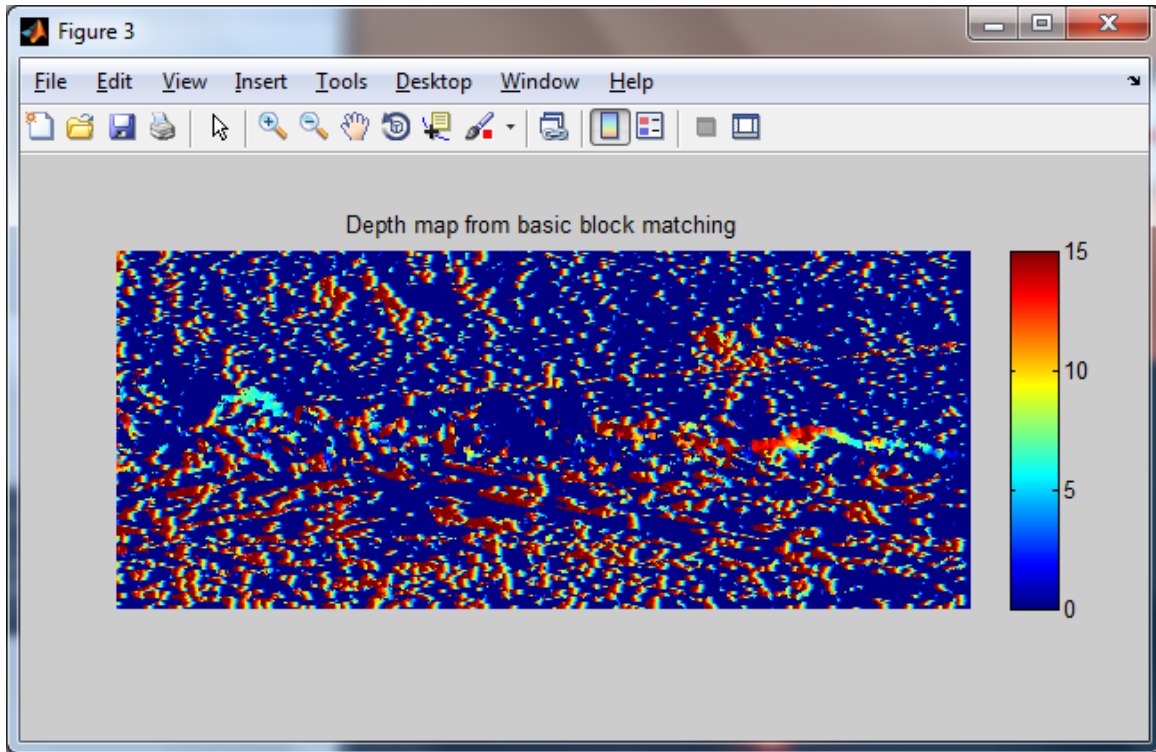 Figure 3
File Edit View Insert Tools Desktop Window Help
Depth map from basic block matching
15
10
5
0